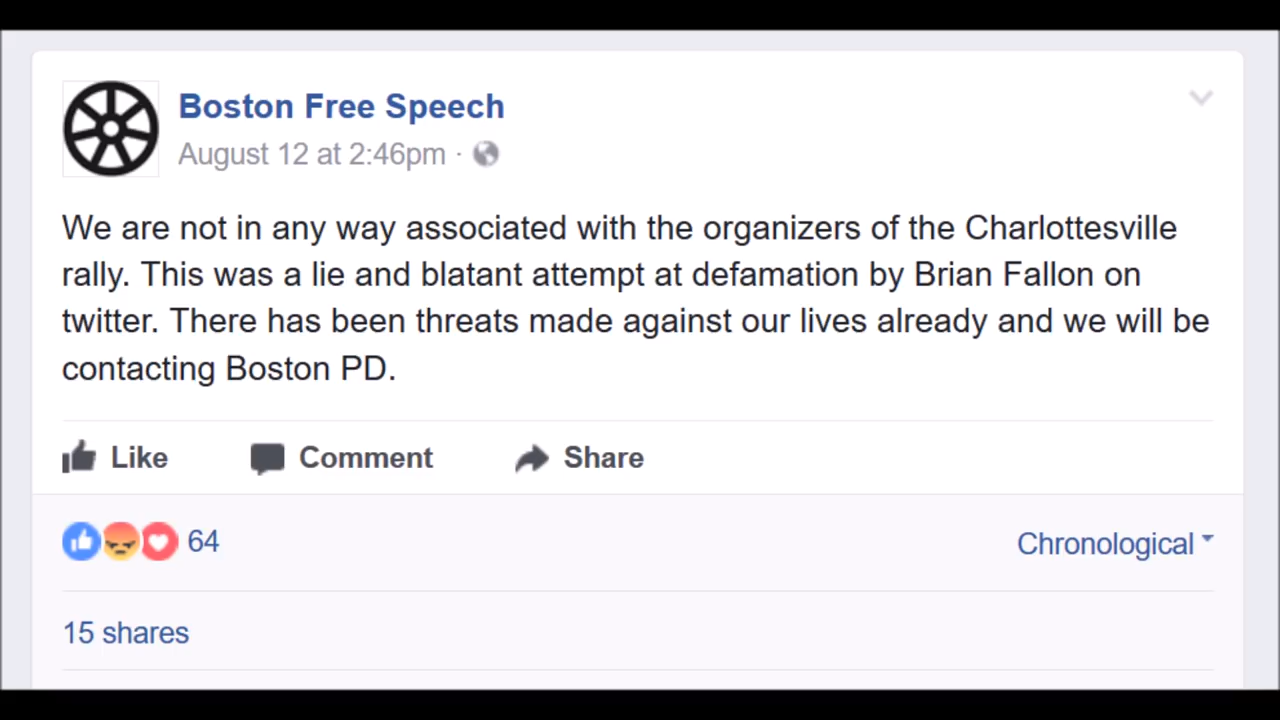 Boston Free Speech
August 12 at 2:46pm ·
We are not in any way associated with the organizers of the Charlottesville
rally. This was a lie and blatant attempt at defamation by Brian Fallon on
twitter. There has been threats made against our lives already and we will be
contacting Boston PD.
Like Comment Share
64 Chronological
15 shares